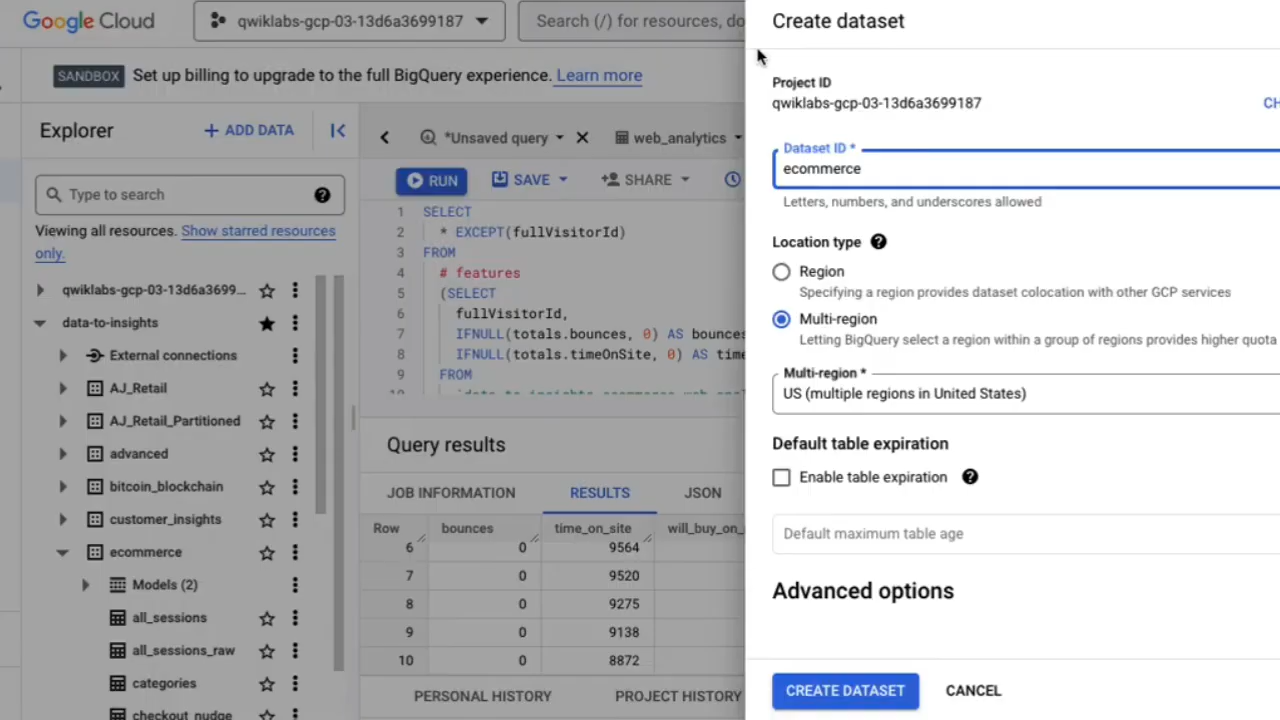 Google Cloud
qwiklabs-gcp-03-13d6a3699187
Search (/) for resources, do
SANDBOX Set up billing to upgrade to the full BigQuery experience. Learn more
Explorer
+ ADD DATA
Type to search
Viewing all resources. Show starred resources
only.
qwiklabs-gcp-03-13d6a3699...
data-to-insights
External connections
AJ_Retail
AJ_Retail_Partitioned
advanced
bitcoin_blockchain
customer_insights
ecommerce
Models (2)
all_sessions
all_sessions_raw
categories
checkout_nudge
*Unsaved query
web_analytics
RUN
SAVE
SHARE
1 SELECT
2 * EXCEPT(fullVisitorId)
3 FROM
4 # features
5 (SELECT
6 fullVisitorId,
7 IFNULL(totals.bounces, 0) AS bounces
8 IFNULL(totals.timeOnSite, 0) AS time
9 FROM
10
Query results
JOB INFORMATION RESULTS JSON
Row bounces time_on_site will_buy_on_
6 0 9564
7 0 9520
8 0 9275
9 0 9138
10 0 8872
PERSONAL HISTORY PROJECT HISTORY
Create dataset
Project ID
qwiklabs-gcp-03-13d6a3699187
CH
Dataset ID *
ecommerce
Letters, numbers, and underscores allowed
Location type
Region
Specifying a region provides dataset colocation with other GCP services
Multi-region
Letting BigQuery select a region within a group of regions provides higher quota
Multi-region *
US (multiple regions in United States)
Default table expiration
Enable table expiration
Default maximum table age
Advanced options
CREATE DATASET
CANCEL